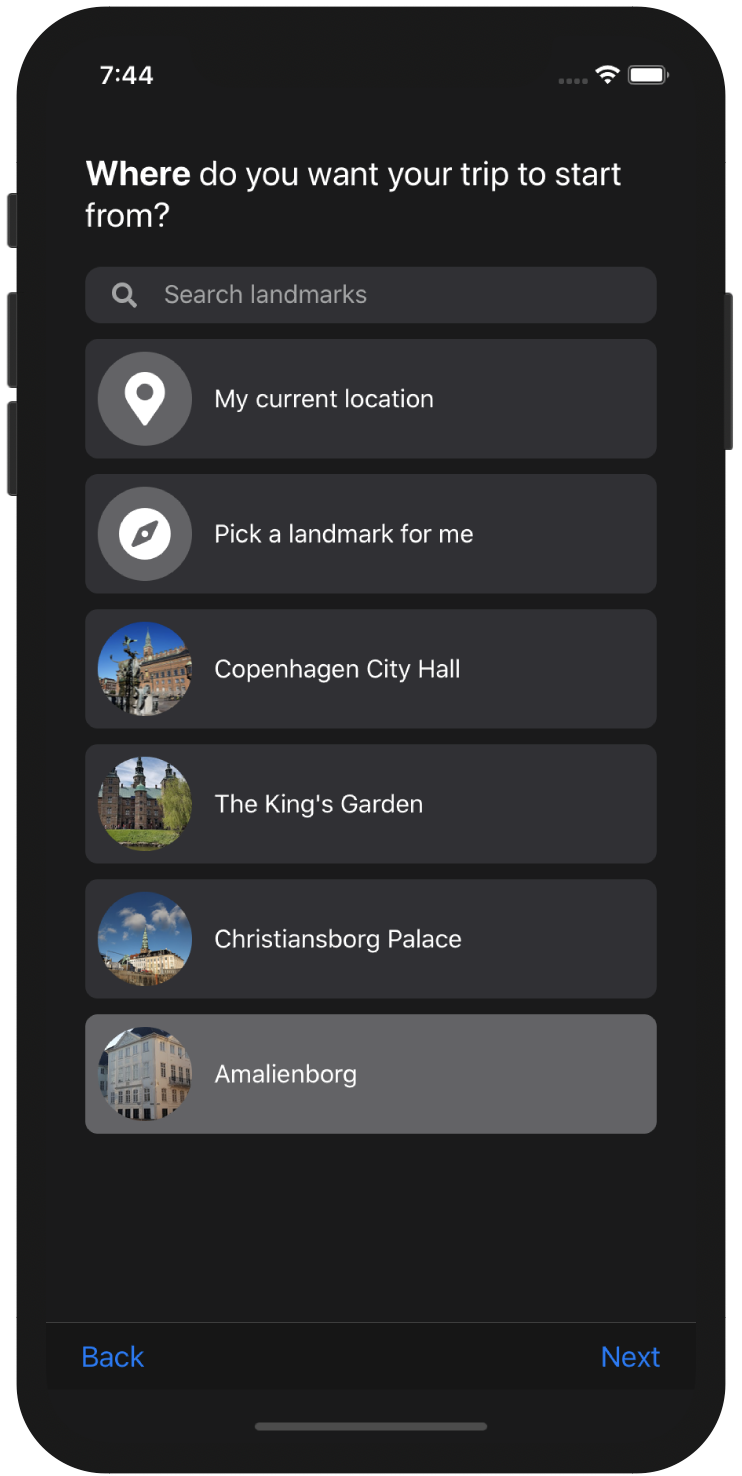 7:44
Where do you want your trip to start
from?
Search landmarks
My current location
Pick a landmark for me
Copenhagen City Hall
The King's Garden
Christiansborg Palace
Amalienborg
Back
Next